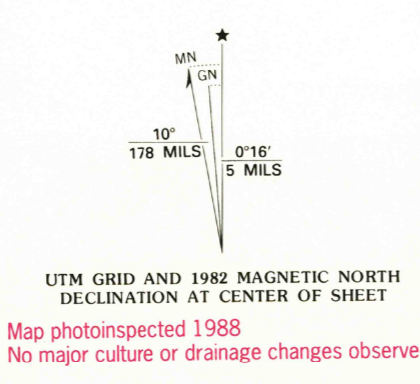 MN
GN
10°
178 MILS
0°16′
5 MILS
UTM GRID AND 1982 MAGNETIC NORTH
DECLINATION AT CENTER OF SHEET
Map photoinspected 1988
No major culture or drainage changes observe